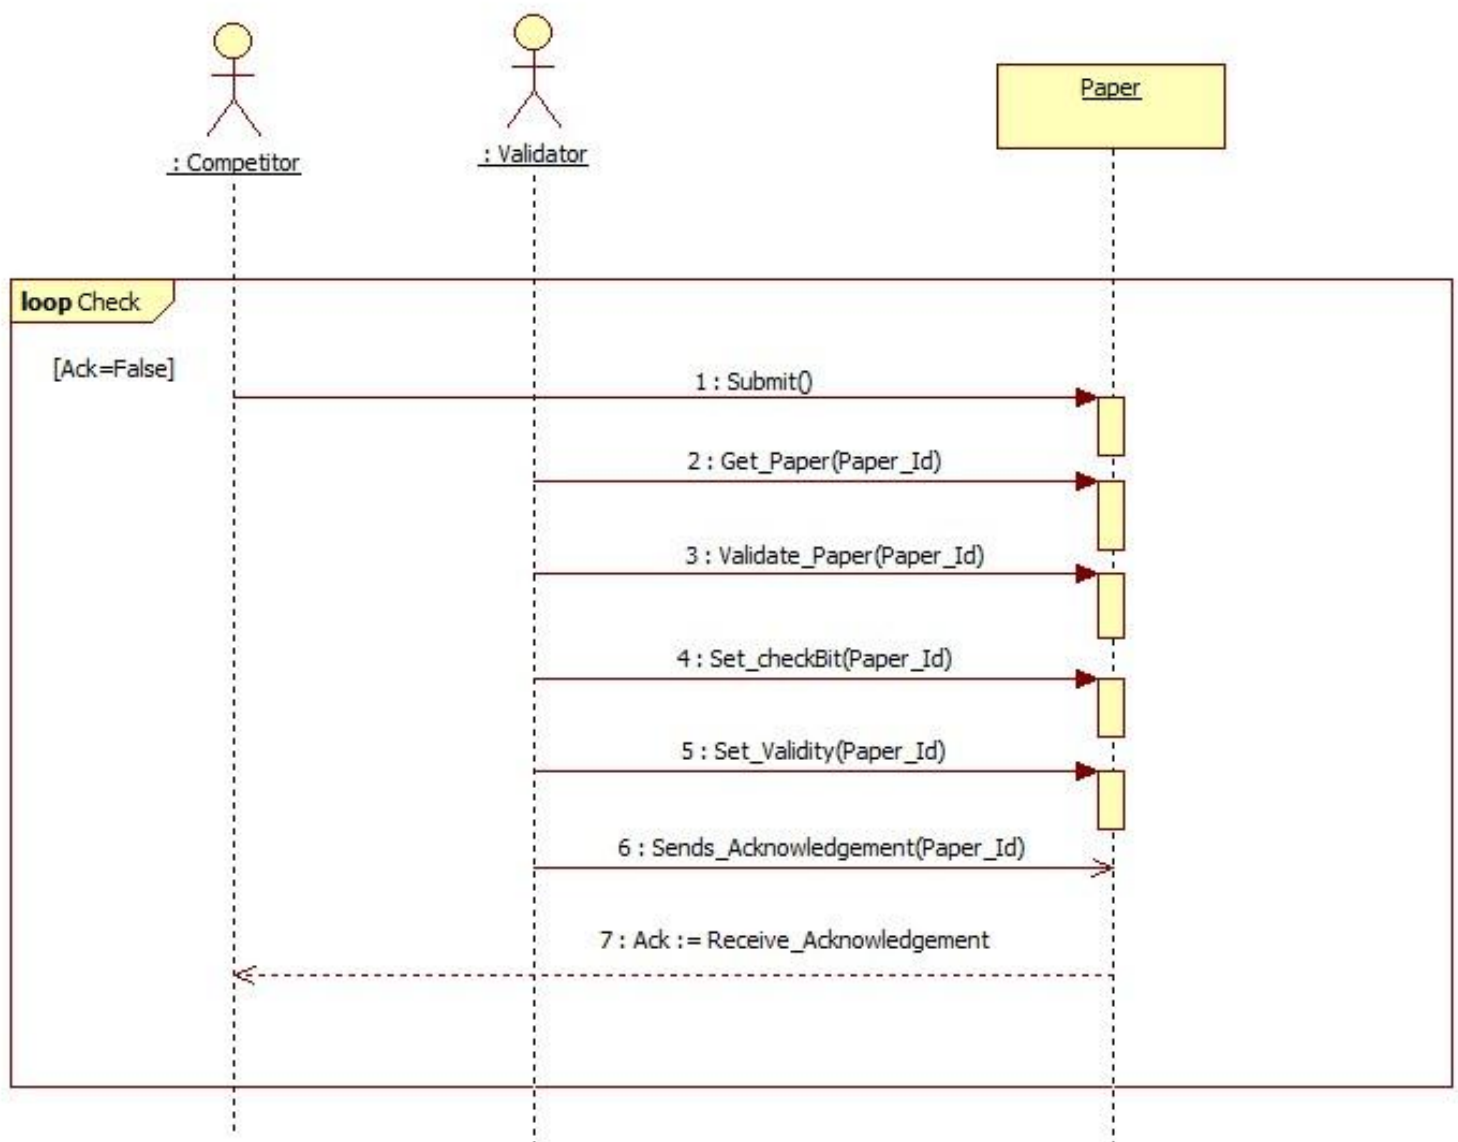 : Competitor
: Validator
Paper
loop Check
[Ack=False]
1 : Submit()
2 : Get_Paper(Paper_Id)
3 : Validate_Paper(Paper_Id)
4 : Set_checkBit(Paper_Id)
5 : Set_Validity(Paper_Id)
6 : Sends_Acknowledgement(Paper_Id)
7 : Ack := Receive_Acknowledgement